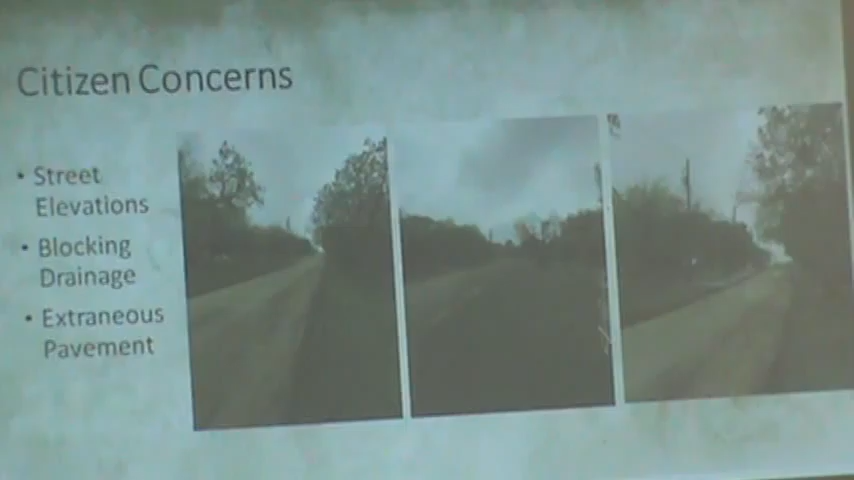 Citizen Concerns
• Street
Elevations
• Blocking
Drainage
• Extraneous
Pavement